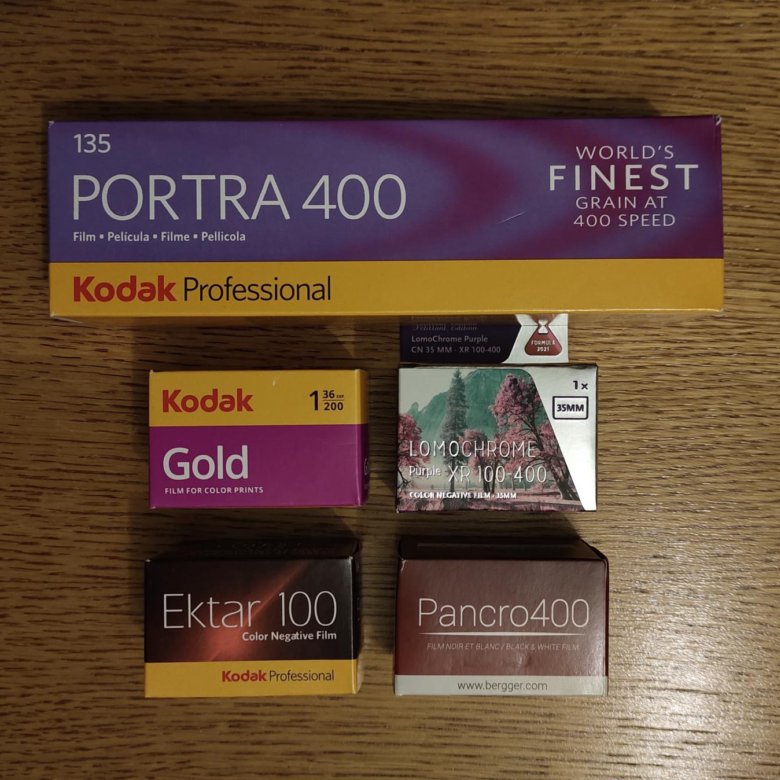 135
PORTRA 400
Film • Película • Filme • Pellicola
WORLD'S
FINEST
GRAIN AT
400 SPEED
Kodak Professional
LomoChrome Purple
CN 35 MM · XR 100-400
FORMULA
2021
Kodak
1 36 EXP.
200
Gold
FILM FOR COLOR PRINTS
1x
35MM
LOMOCHROME
Purple XR 100-400
COLOR NEGATIVE FILM · 35MM
Ektar 100
Color Negative Film
Kodak Professional
Pancro400
FILM NOIR ET BLANC / BLACK & WHITE FILM
www.bergger.com